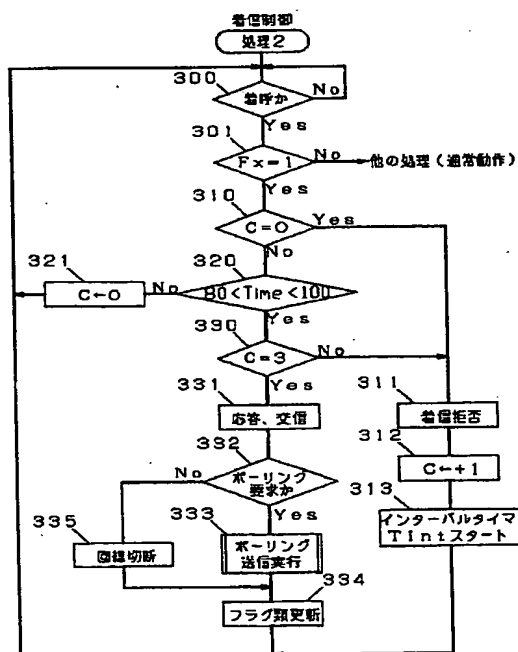 着信制御
処理2
300
着呼か
No
Yes
301
Fx=1
No
他の処理(通常動作)
Yes
310
C=0
Yes
No
321
C←0
No
320
80<Time<100
Yes
330
C=3
No
Yes
331
応答、交信
311
着信拒否
312
C←+1
313
インターバルタイマ
Tintスタート
332
ポーリング
要求か
No
Yes
335
回線切断
333
ポーリング
送信実行
334
フラグ類更新